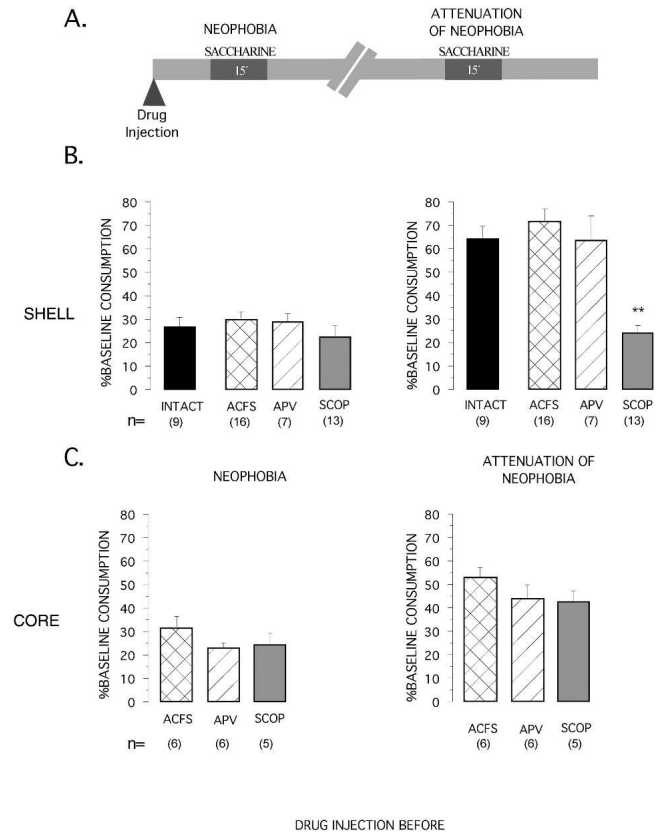 A.
NEOPHOBIA
ATTENUATION
OF NEOPHOBIA
SACCHARINE
SACCHARINE
15´
15´
Drug
Injection
B.
SHELL
%BASELINE CONSUMPTION
80
70
60
50
40
30
20
10
0
INTACT ACFS APV SCOP
n= (9) (16) (7) (13)
%BASELINE CONSUMPTION
80
70
60
50
40
30
20
10
0
**
INTACT ACFS APV SCOP
(9) (16) (7) (13)
C.
NEOPHOBIA
ATTENUATION OF
NEOPHOBIA
CORE
%BASELINE CONSUMPTION
80
70
60
50
40
30
20
10
0
ACFS APV SCOP
n= (6) (6) (5)
%BASELINE CONSUMPTION
80
70
60
50
40
30
20
10
0
ACFS APV SCOP
(6) (6) (5)
DRUG INJECTION BEFORE